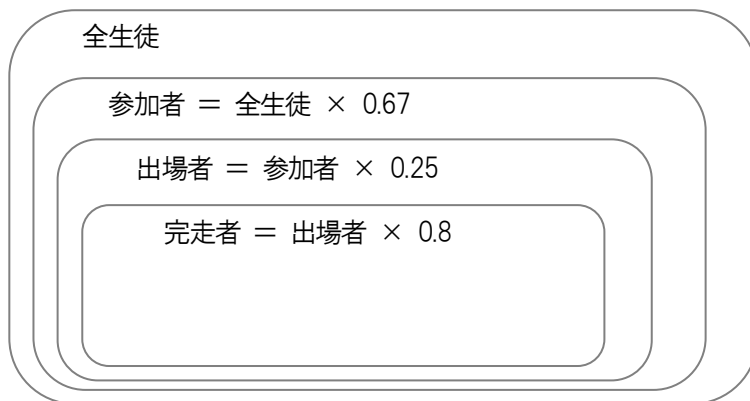 全生徒
参加者 ＝ 全生徒 × 0.67
出場者 ＝ 参加者 × 0.25
完走者 ＝ 出場者 × 0.8